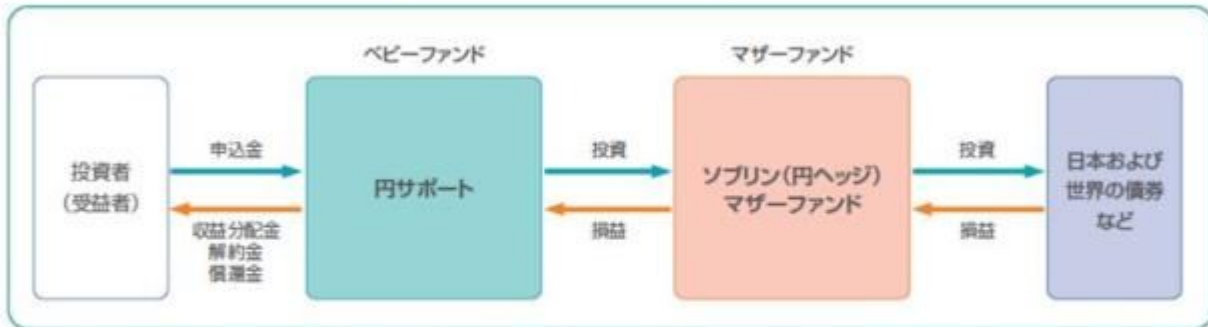 ベビーファンド
マザーファンド
投資者
（受益者）
申込金
収益分配金
解約金
償還金
円サポート
投資
損益
ソブリン（円ヘッジ）
マザーファンド
投資
損益
日本および
世界の債券
など